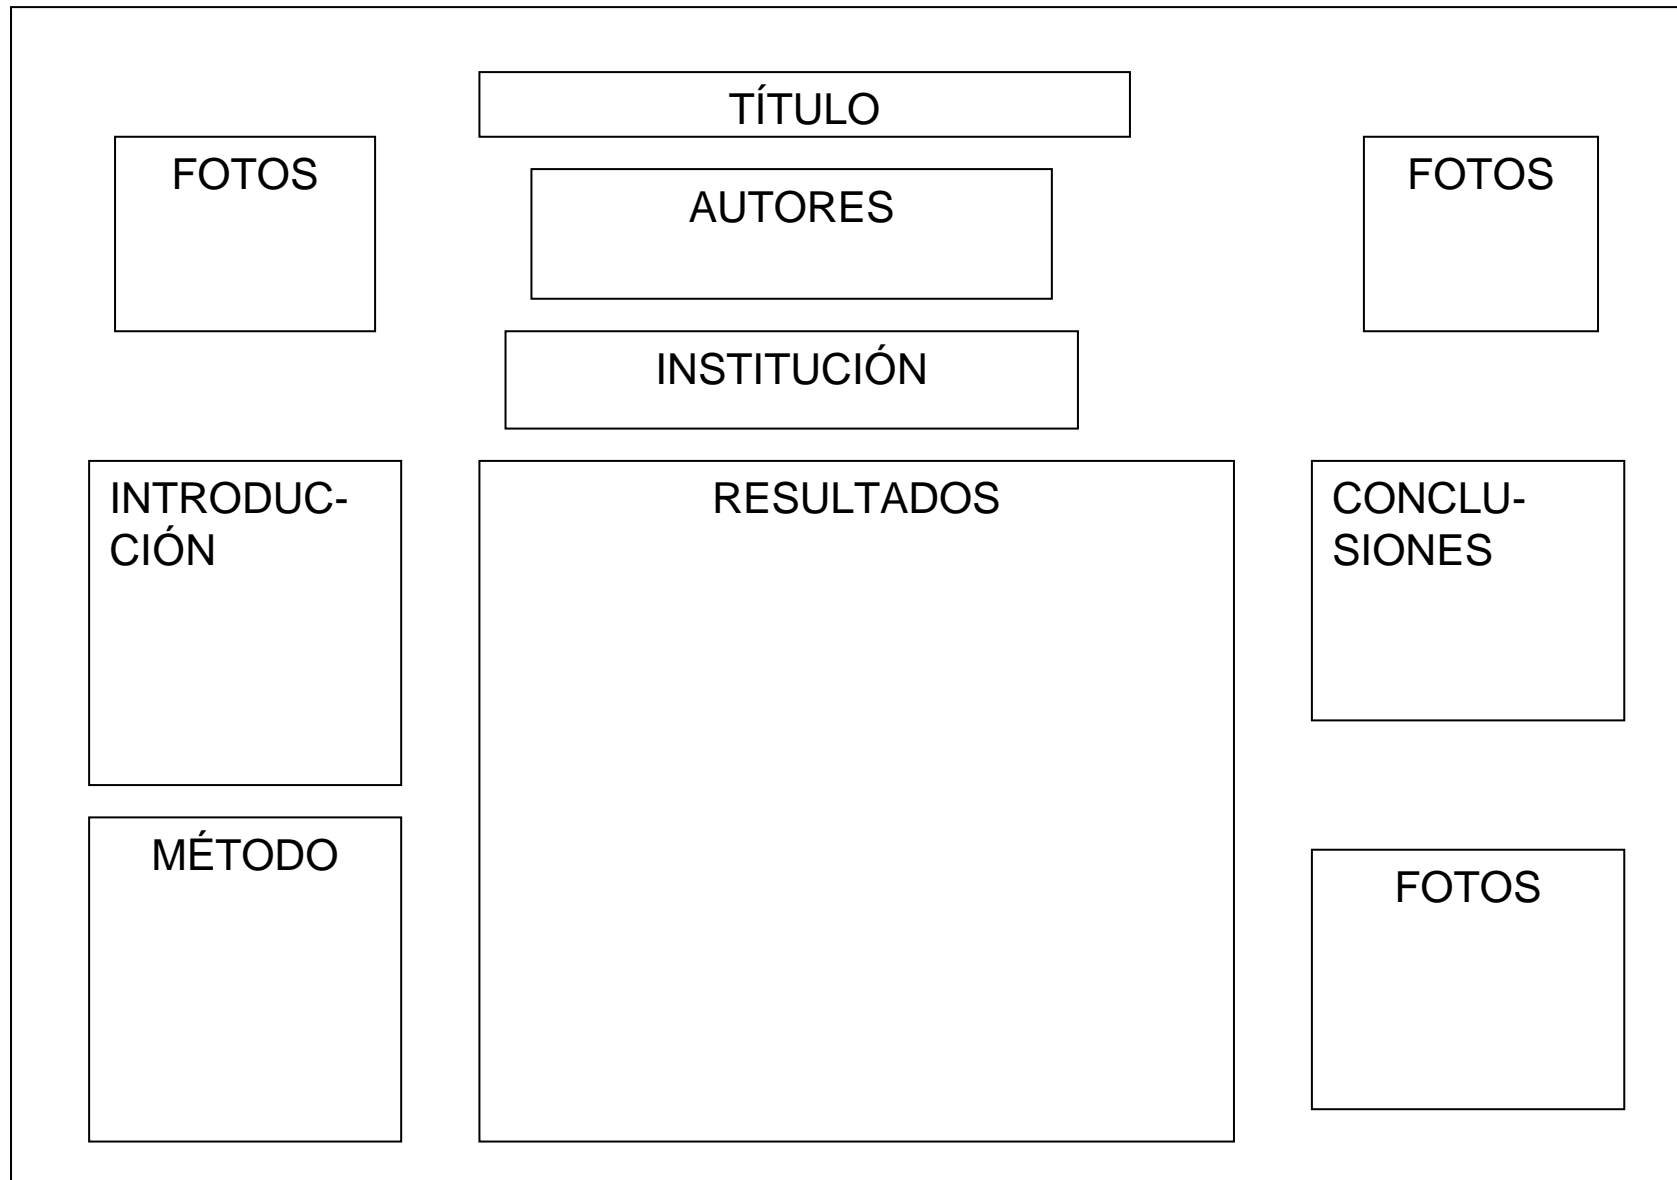 TÍTULO
FOTOS
AUTORES
FOTOS
INSTITUCIÓN
INTRODUC-
CIÓN
RESULTADOS
CONCLU-
SIONES
MÉTODO
FOTOS